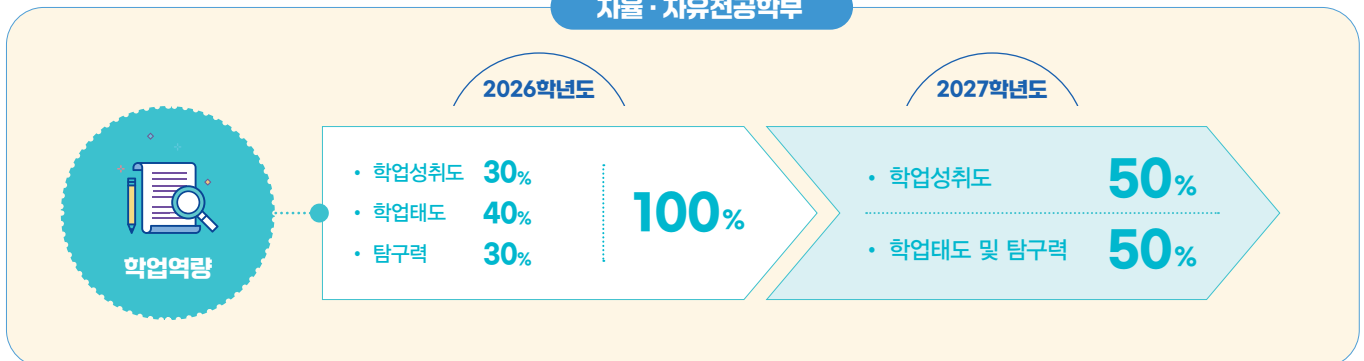 자율·자유전공학부
2026학년도
2027학년도
학업역량
• 학업성취도 30%
• 학업태도 40%
• 탐구력 30%
100%
• 학업성취도 50%
• 학업태도 및 탐구력 50%